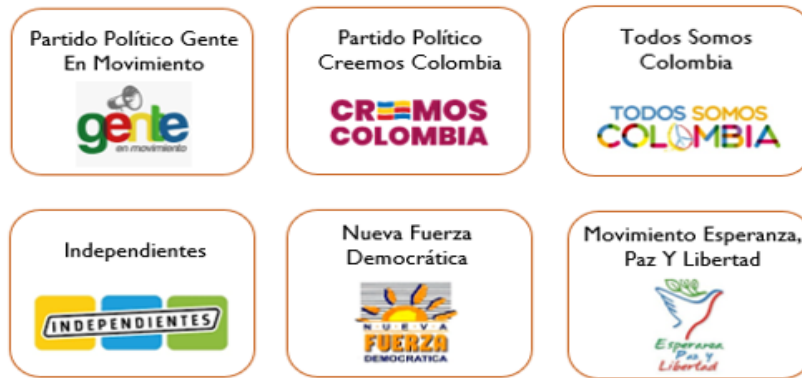 Partido Político Gente
En Movimiento
gente
en movimiento
Partido Político
Creemos Colombia
CREEMOS
COLOMBIA
Todos Somos
Colombia
TODOS SOMOS
COLOMBIA
Independientes
INDEPENDIENTES
Nueva Fuerza
Democrática
NUEVA
FUERZA
DEMOCRATICA
Movimiento Esperanza,
Paz Y Libertad
Esperanza
Paz y
Libertad